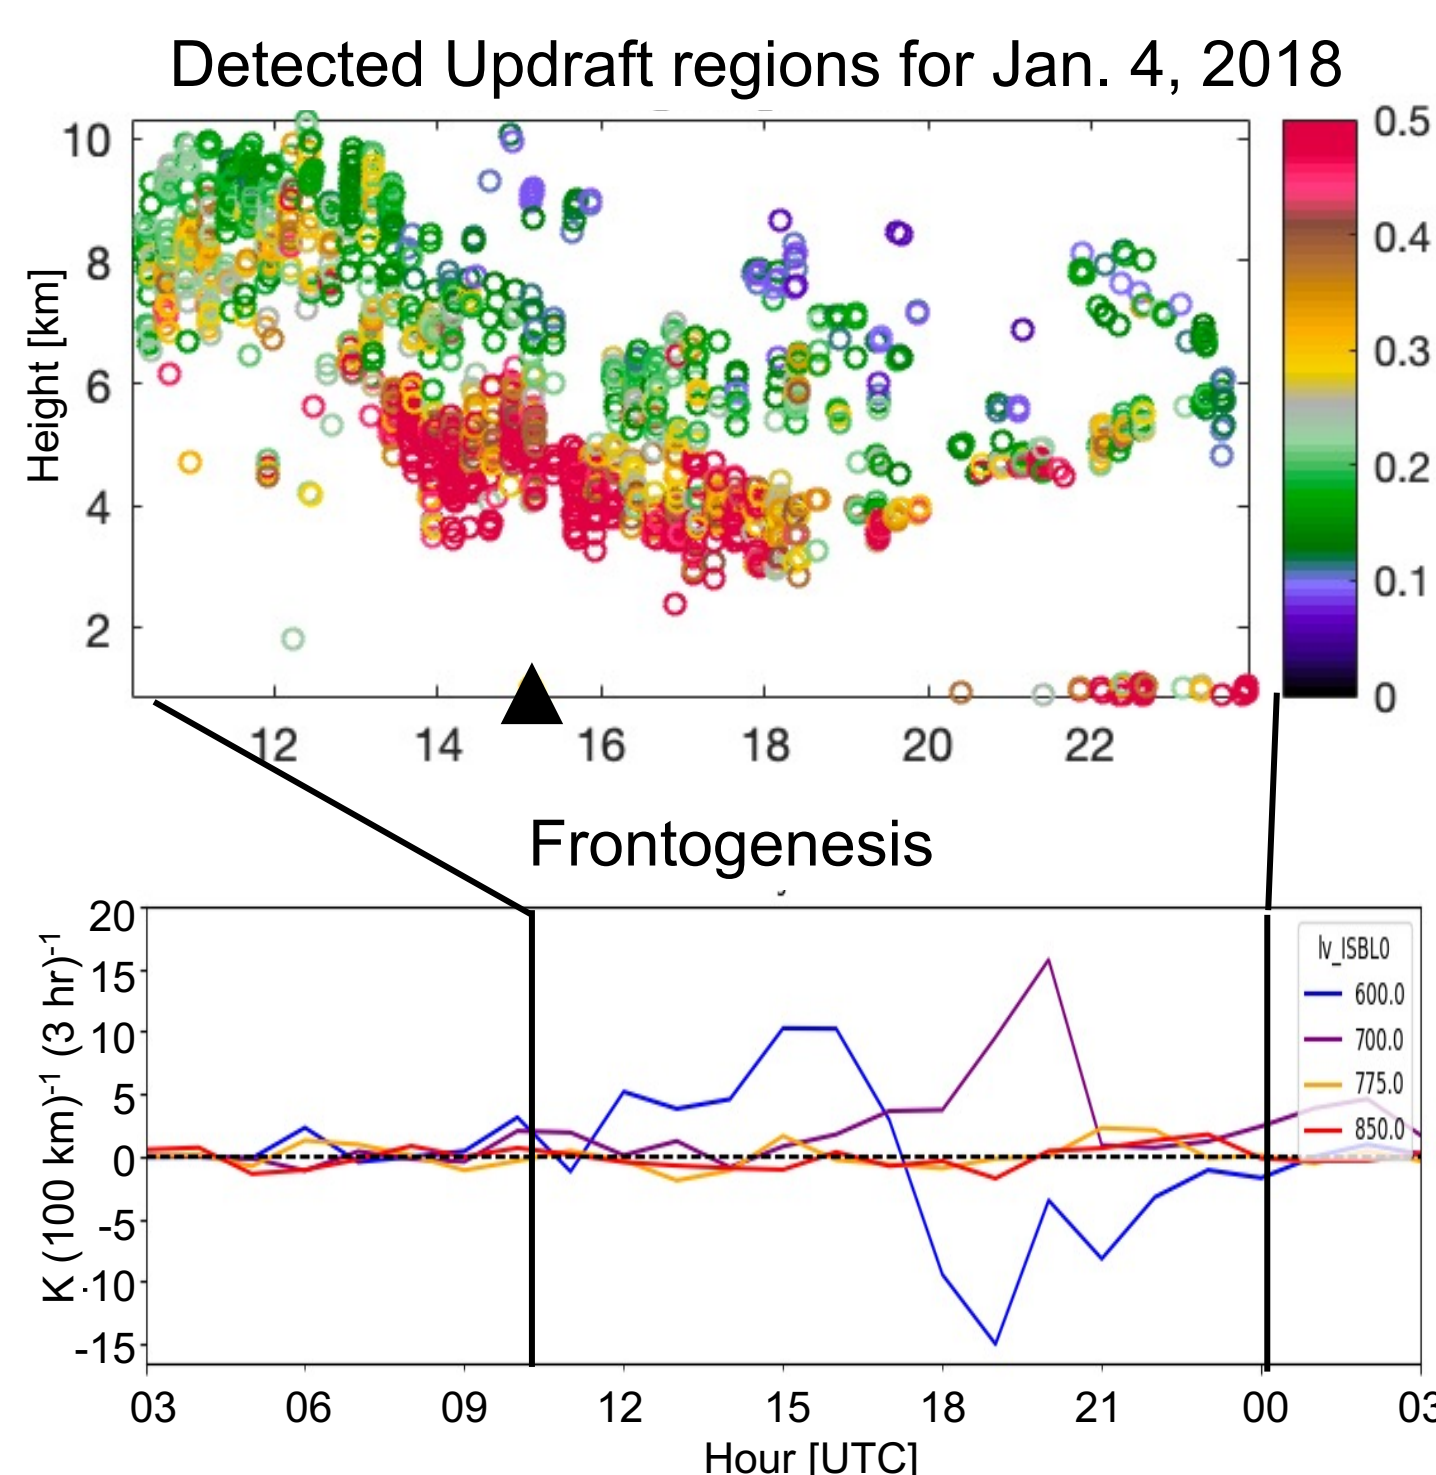 Detected Updraft regions for Jan. 4, 2018
10
8
6
4
2
Height [km]
12 14 16 18 20 22
0.5
0.4
0.3
0.2
0.1
0
Frontogenesis
20
15
10
5
0
-5
-10
-15
K (100 km)⁻¹ (3 hr)⁻¹
lv_ISBL0
600.0
700.0
775.0
850.0
03 06 09 12 15 18 21 00 03
Hour [UTC]